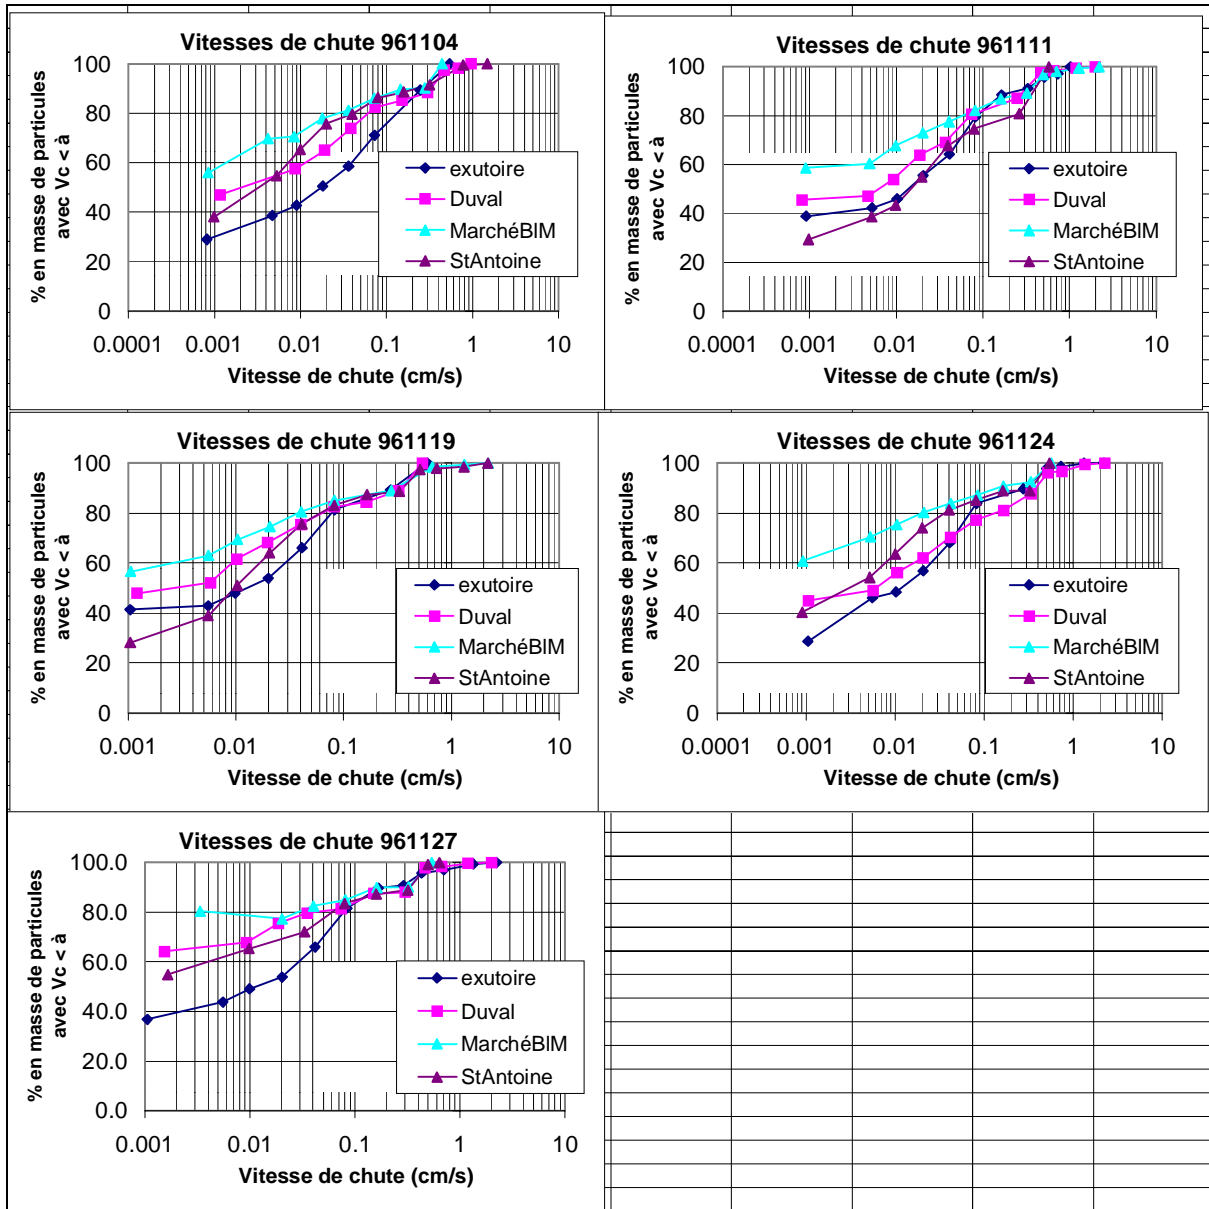 Vitesses de chute 961104
% en masse de particules
avec Vc < à
100
80
60
40
20
0
0.0001 0.001 0.01 0.1 1 10
Vitesse de chute (cm/s)
exutoire
Duval
MarchéBIM
StAntoine
Vitesses de chute 961111
% en masse de particules
avec Vc < à
100
80
60
40
20
0
0.0001 0.001 0.01 0.1 1 10
Vitesse de chute (cm/s)
exutoire
Duval
MarchéBIM
StAntoine
Vitesses de chute 961119
% en masse de particules
avec Vc < à
100
80
60
40
20
0
0.001 0.01 0.1 1 10
Vitesse de chute (cm/s)
exutoire
Duval
MarchéBIM
StAntoine
Vitesses de chute 961124
% en masse de particules
avec Vc < à
100
80
60
40
20
0
0.0001 0.001 0.01 0.1 1 10
Vitesse de chute (cm/s)
exutoire
Duval
MarchéBIM
StAntoine
Vitesses de chute 961127
% en masse de particules
avec Vc < à
100.0
80.0
60.0
40.0
20.0
0.0
0.001 0.01 0.1 1 10
Vitesse de chute (cm/s)
exutoire
Duval
MarchéBIM
StAntoine